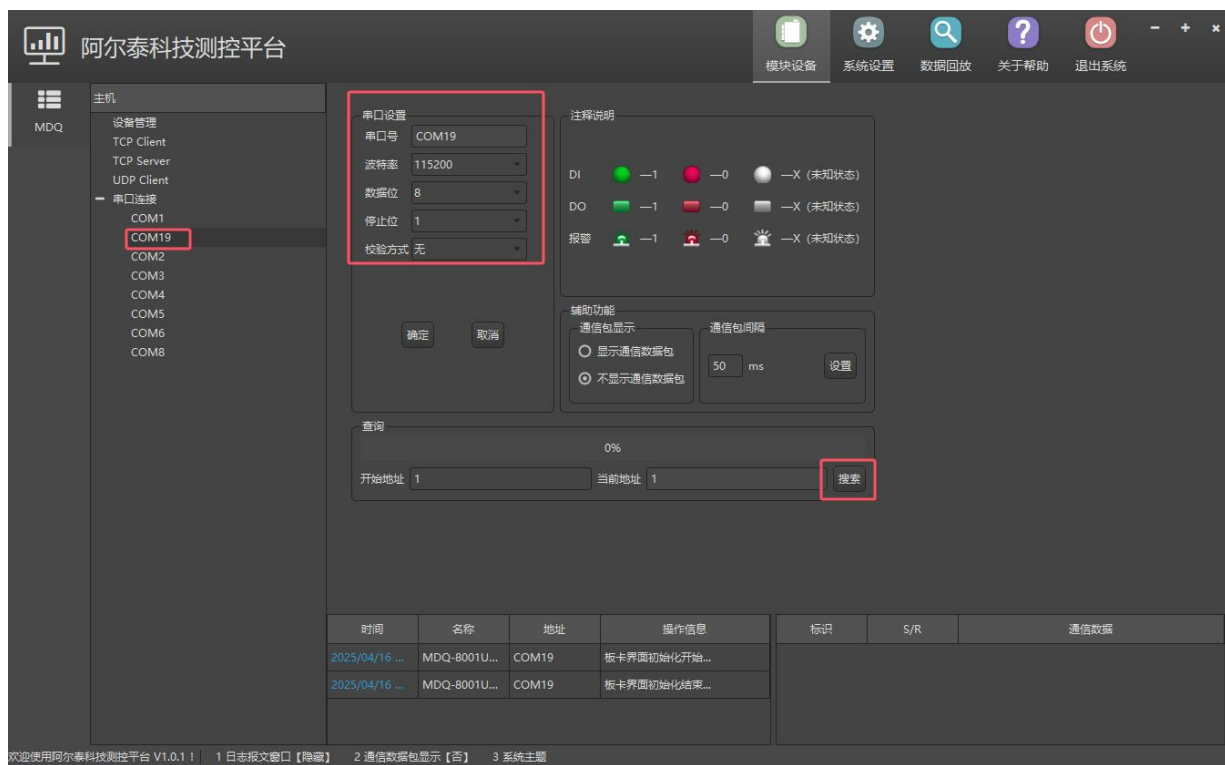 阿尔泰科技测控平台
模块设备 系统设置 数据回放 关于帮助 退出系统
MDQ
主机
设备管理
TCP Client
TCP Server
UDP Client
串口连接
COM1
COM19
COM2
COM3
COM4
COM5
COM6
COM8
串口设置
串口号 COM19
波特率 115200
数据位 8
停止位 1
校验方式 无
确定 取消
注释说明
DI —1 —0 —X (未知状态)
DO —1 —0 —X (未知状态)
报警 —1 —0 —X (未知状态)
辅助功能
通信包显示
显示通信数据包
不显示通信数据包
通信包间隔
50 ms 设置
查询
0%
开始地址 1 当前地址 1 搜索
时间 名称 地址 操作信息
2025/04/16 ... MDQ-8001U... COM19 板卡界面初始化开始...
2025/04/16 ... MDQ-8001U... COM19 板卡界面初始化结束...
标识 S/R 通信数据
欢迎使用阿尔泰科技测控平台 V1.0.1！ 1 日志报文窗口【隐藏】 2 通信数据包显示【否】 3 系统主题